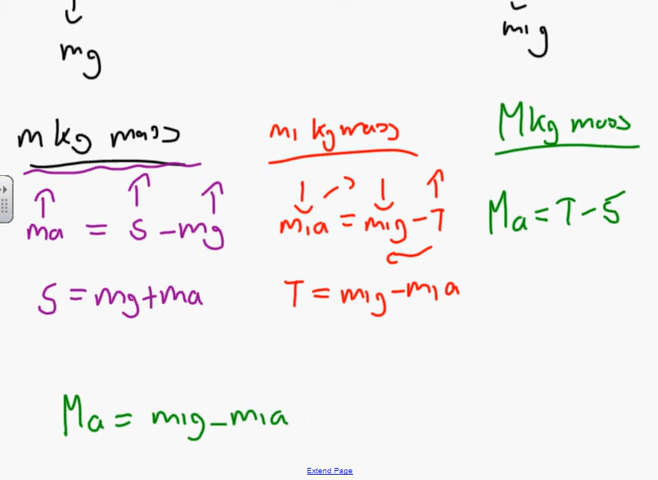 mg
m1g
m kg mass
m1 kg mass
M kg mass
ma = S - mg
m1a = m1g - T
Ma = T - S
S = mg + ma
T = m1g - m1a
Ma = m1g - m1a
Extend Page